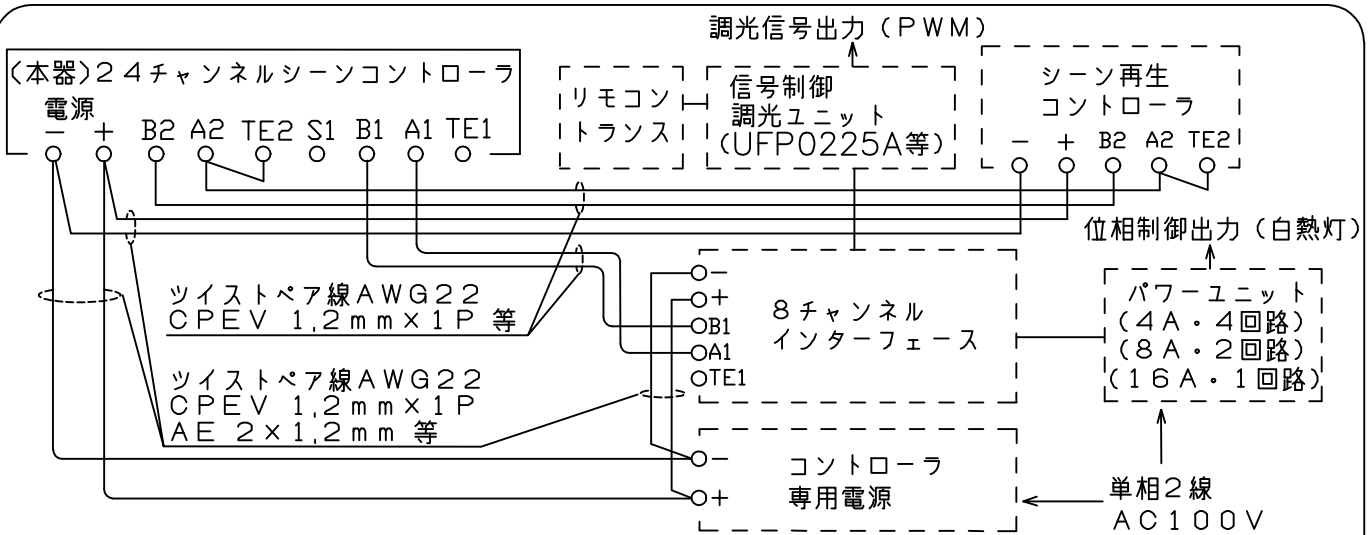 調光信号出力（ＰＷＭ）
（本器）２４チャンネルシーンコントローラ
電源
－ ＋ B2 A2 TE2 S1 B1 A1 TE1
リモコン
トランス
信号制御
調光ユニット
(UFP0225A等)
シーン再生
コントローラ
－ ＋ B2 A2 TE2
位相制御出力（白熱灯）
ツイストペア線ＡＷＧ２２
ＣＰＥＶ １.２ｍｍ×１Ｐ 等
ツイストペア線ＡＷＧ２２
ＣＰＥＶ １.２ｍｍ×１Ｐ
ＡＥ ２×１.２ｍｍ 等
－
＋
B1
A1
TE1
８チャンネル
インターフェース
パワーユニット
(４Ａ・４回路)
(８Ａ・２回路)
(１６Ａ・１回路)
－
＋
コントローラ
専用電源
単相２線
ＡＣ１００Ｖ